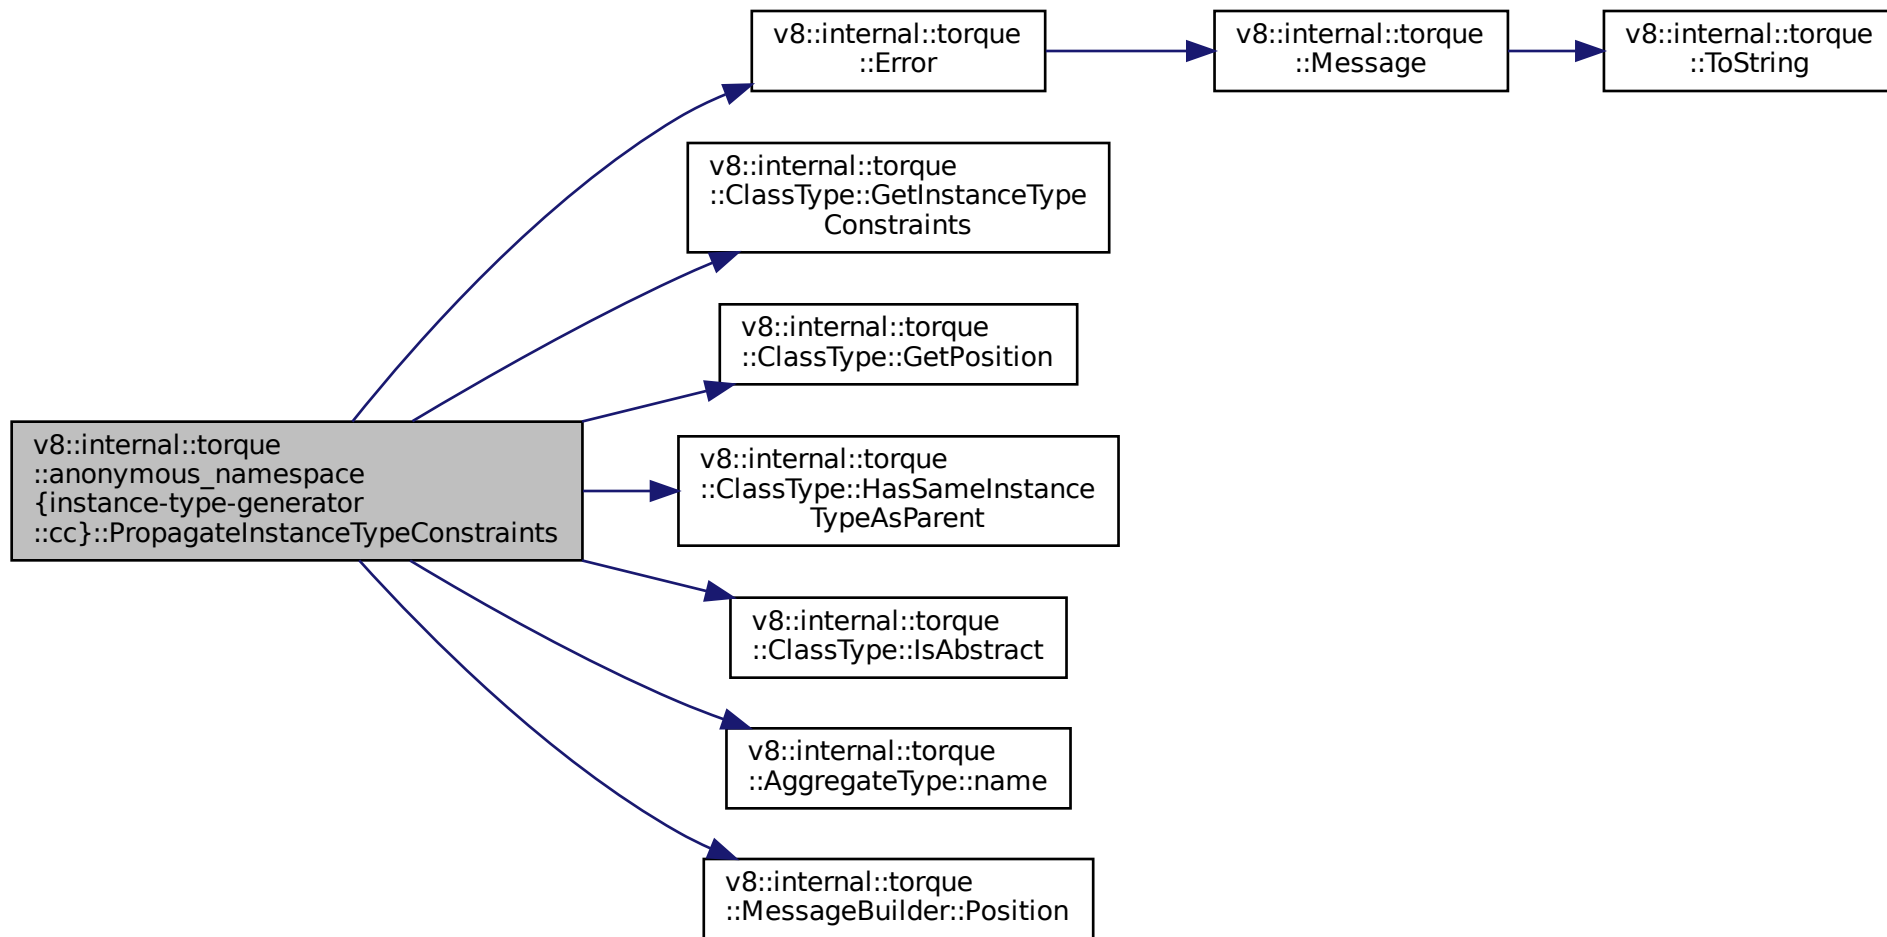 v8::internal::torque
::Error
v8::internal::torque
::Message
v8::internal::torque
::ToString
v8::internal::torque
::ClassType::GetInstanceType
Constraints
v8::internal::torque
::ClassType::GetPosition
v8::internal::torque
::anonymous_namespace
{instance-type-generator
::cc}::PropagateInstanceTypeConstraints
v8::internal::torque
::ClassType::HasSameInstance
TypeAsParent
v8::internal::torque
::ClassType::IsAbstract
v8::internal::torque
::AggregateType::name
v8::internal::torque
::MessageBuilder::Position